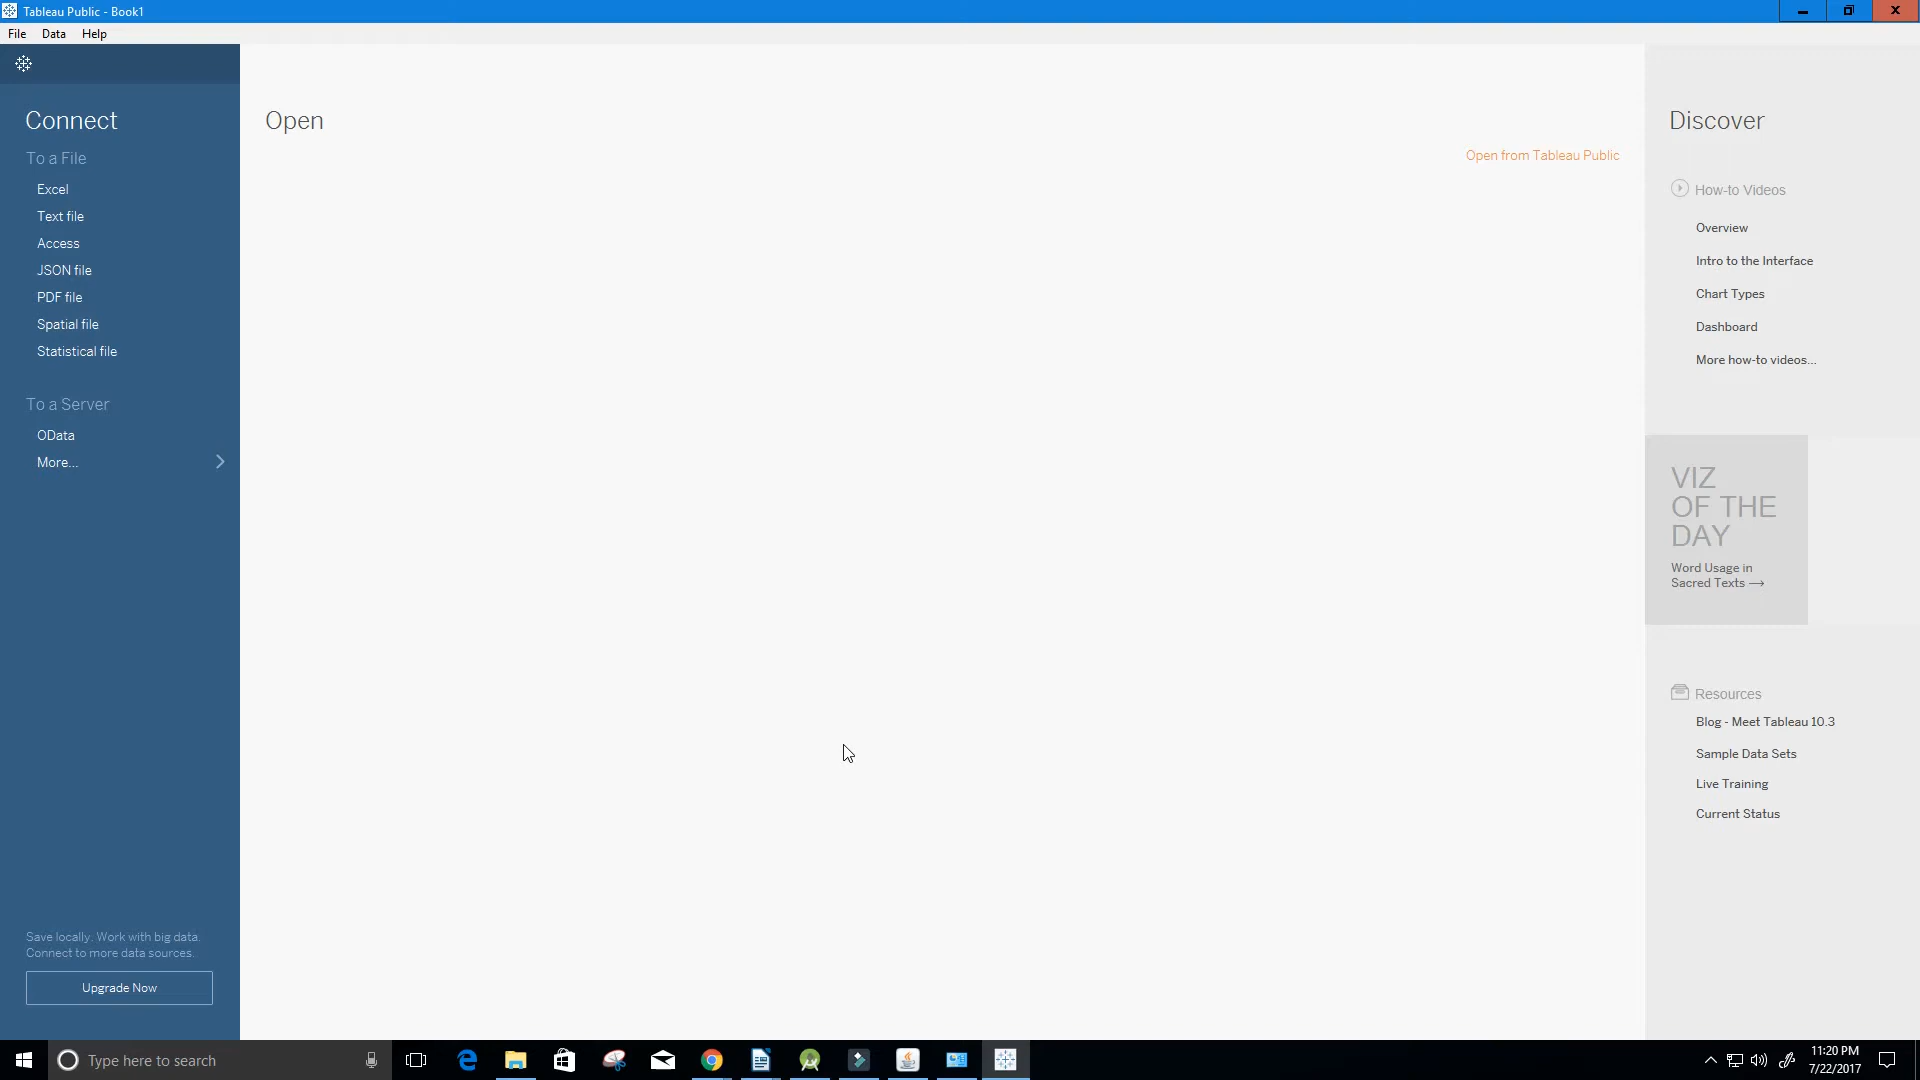 Tableau Public - Book1
File Data Help
Connect
To a File
Excel
Text file
Access
JSON file
PDF file
Spatial file
Statistical file
To a Server
OData
More...
Save locally. Work with big data.
Connect to more data sources.
Upgrade Now
Open
Open from Tableau Public
Discover
How-to Videos
Overview
Intro to the Interface
Chart Types
Dashboard
More how-to videos...
VIZ
OF THE
DAY
Word Usage in
Sacred Texts →
Resources
Blog - Meet Tableau 10.3
Sample Data Sets
Live Training
Current Status
Type here to search
11:20 PM
7/22/2017